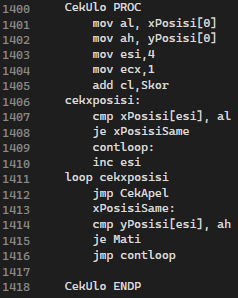 1400 CekUlo PROC
1401 mov al, xPosisi[0]
1402 mov ah, yPosisi[0]
1403 mov esi,4
1404 mov ecx,1
1405 add cl,Skor
1406 cekxposisi:
1407 cmp xPosisi[esi], al
1408 je xPosisiSame
1409 contloop:
1410 inc esi
1411 loop cekxposisi
1412 jmp CekApel
1413 xPosisiSame:
1414 cmp yPosisi[esi], ah
1415 je Mati
1416 jmp contloop
1417
1418 CekUlo ENDP